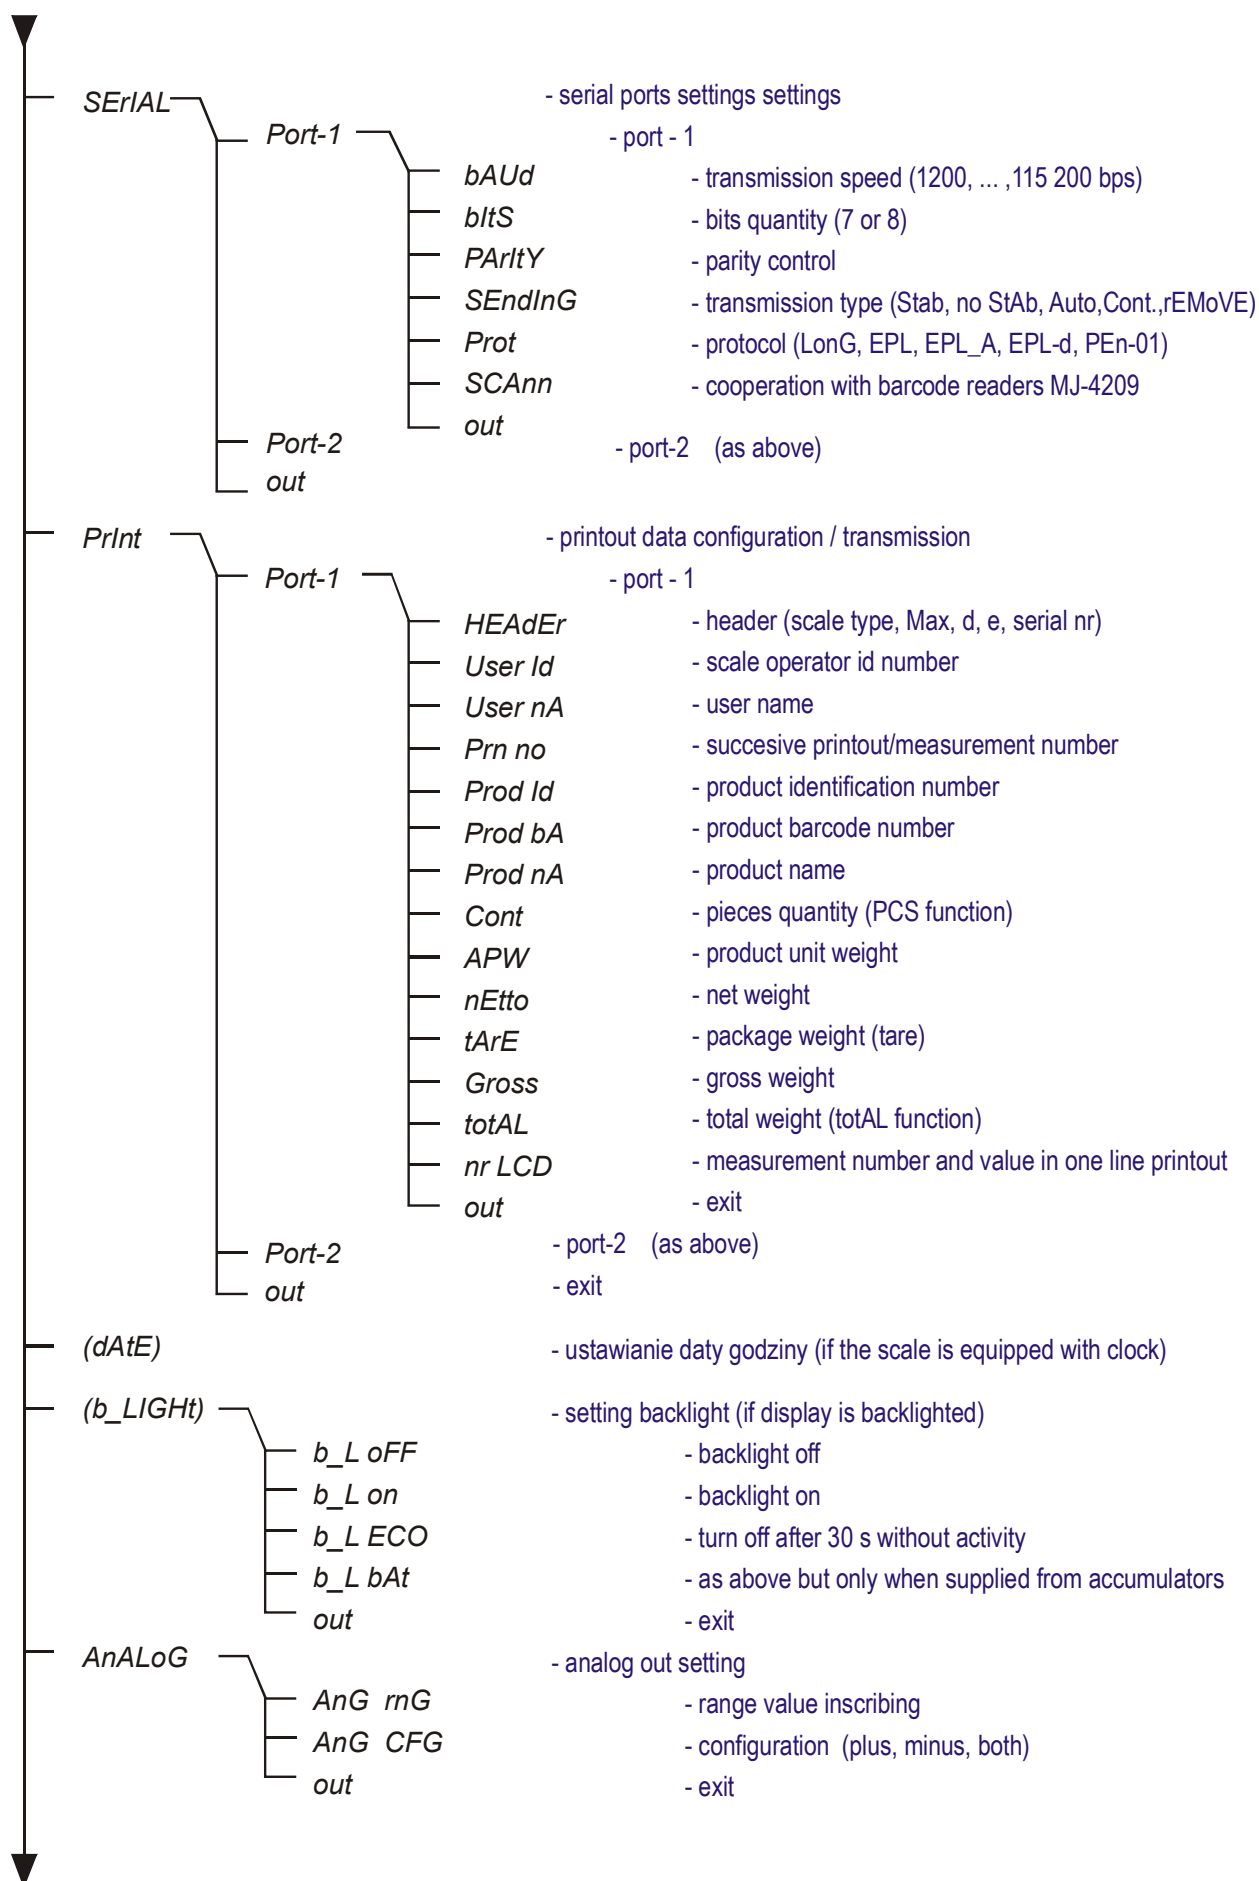 SErIAL - serial ports settings settings
Port-1 - port - 1
bAUd - transmission speed (1200, ... ,115 200 bps)
bItS - bits quantity (7 or 8)
PArItY - parity control
SEndInG - transmission type (Stab, no StAb, Auto,Cont.,rEMoVE)
Prot - protocol (LonG, EPL, EPL_A, EPL-d, PEn-01)
SCAnn - cooperation with barcode readers MJ-4209
out
Port-2 - port-2 (as above)
out
PrInt - printout data configuration / transmission
Port-1 - port - 1
HEAdEr - header (scale type, Max, d, e, serial nr)
User Id - scale operator id number
User nA - user name
Prn no - succesive printout/measurement number
Prod Id - product identification number
Prod bA - product barcode number
Prod nA - product name
Cont - pieces quantity (PCS function)
APW - product unit weight
nEtto - net weight
tArE - package weight (tare)
Gross - gross weight
totAL - total weight (totAL function)
nr LCD - measurement number and value in one line printout
out - exit
Port-2 - port-2 (as above)
out - exit
(dAtE) - ustawianie daty godziny (if the scale is equipped with clock)
(b_LIGHt) - setting backlight (if display is backlighted)
b_L oFF - backlight off
b_L on - backlight on
b_L ECO - turn off after 30 s without activity
b_L bAt - as above but only when supplied from accumulators
out - exit
AnALoG - analog out setting
AnG rnG - range value inscribing
AnG CFG - configuration (plus, minus, both)
out - exit